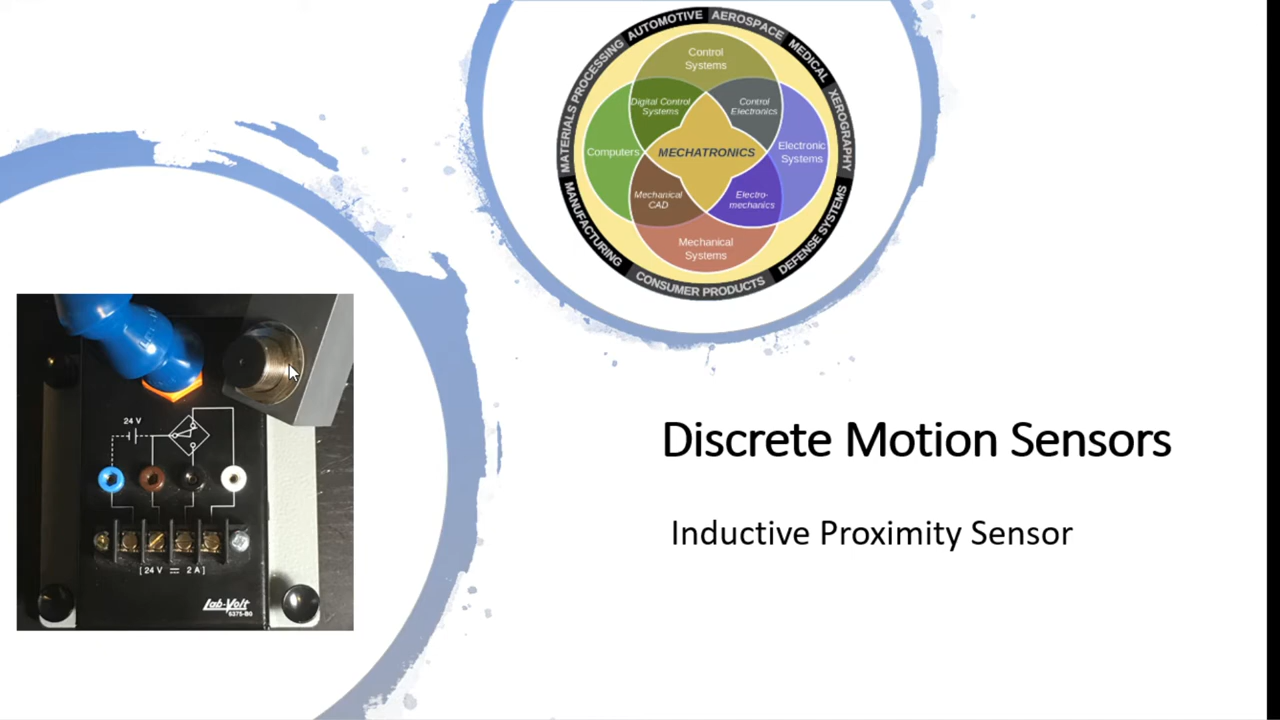 AUTOMOTIVE
AEROSPACE
MEDICAL
XEROGRAPHY
DEFENSE SYSTEMS
CONSUMER PRODUCTS
MANUFACTURING
MATERIALS PROCESSING
Control
Systems
Digital Control
Systems
Control
Electronics
Computers
MECHATRONICS
Electronic
Systems
Mechanical
CAD
Electro-
mechanics
Mechanical
Systems
24 V
[ 24 V 2 A ]
Lab-Volt
6375-B0
Discrete Motion Sensors
Inductive Proximity Sensor